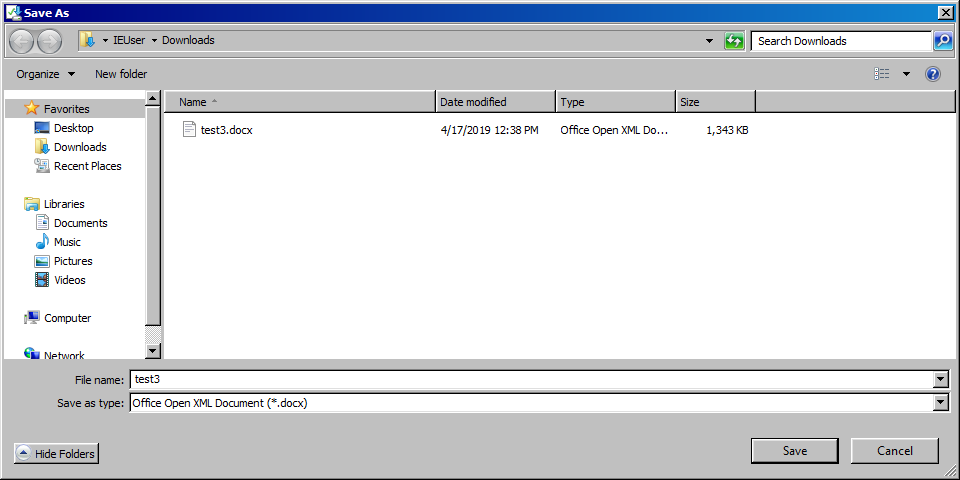 Save As
IEUser Downloads
Search Downloads
Organize New folder
Name Date modified Type Size
test3.docx 4/17/2019 12:38 PM Office Open XML Do... 1,343 KB
Favorites
Desktop
Downloads
Recent Places
Libraries
Documents
Music
Pictures
Videos
Computer
Network
File name: test3
Save as type: Office Open XML Document (*.docx)
Hide Folders Save Cancel